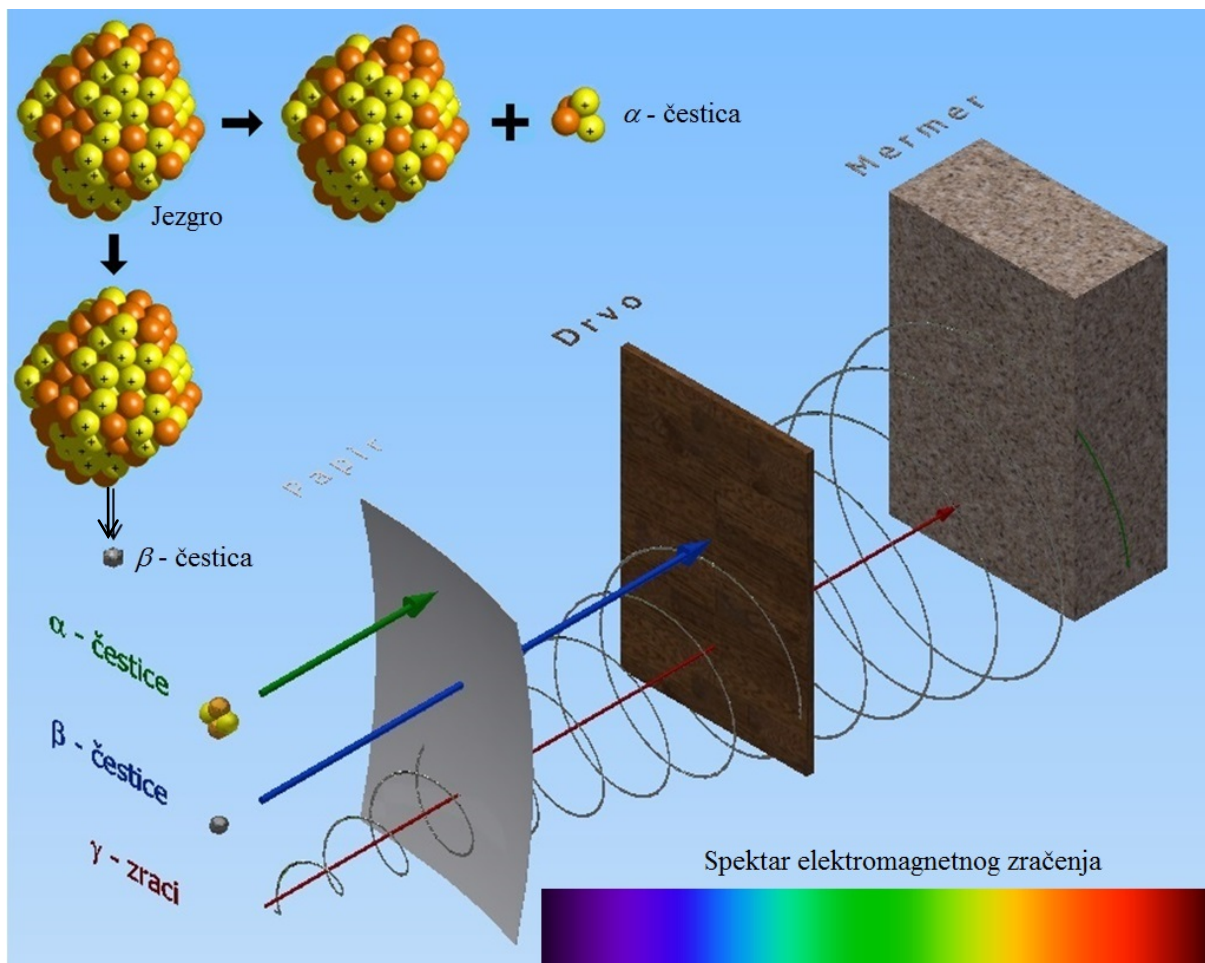 α - čestica
Jezgro
Mermer
Drvo
Papir
β - čestica
α - čestice
β - čestice
γ - zraci
Spektar elektromagnetnog zračenja